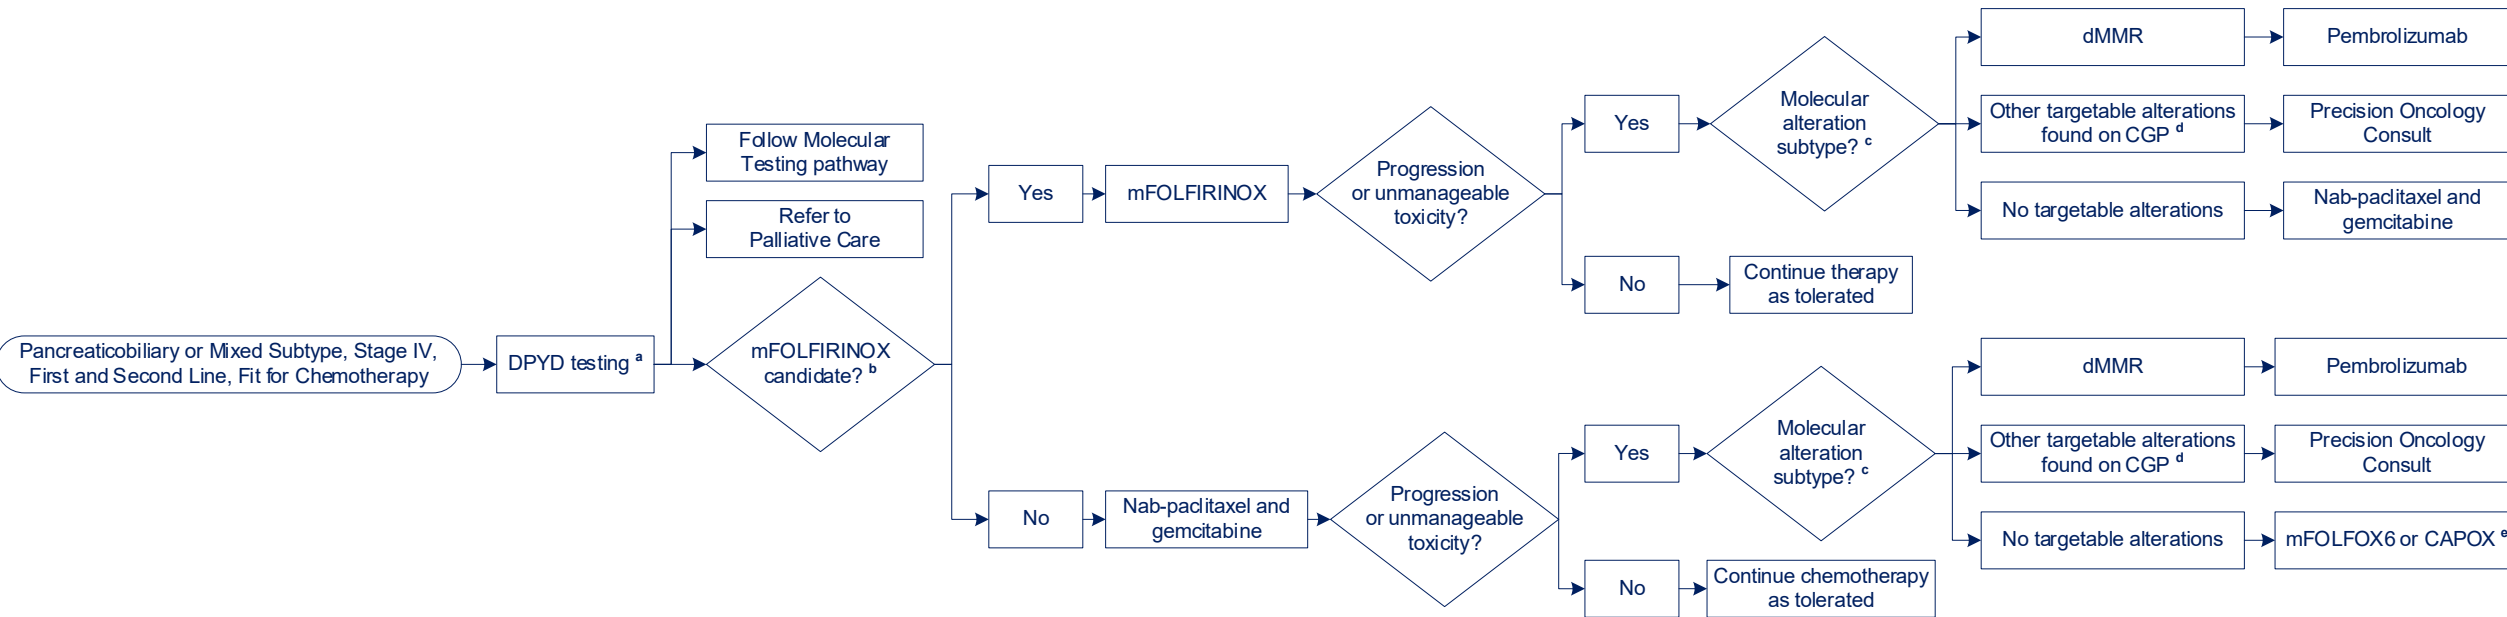 Pancreaticobiliary or Mixed Subtype, Stage IV,
First and Second Line, Fit for Chemotherapy
DPYD testing a
Follow Molecular
Testing pathway
Refer to
Palliative Care
mFOLFIRINOX
candidate? b
Yes
mFOLFIRINOX
Progression
or unmanageable
toxicity?
Yes
Molecular
alteration
subtype? c
dMMR
Pembrolizumab
Other targetable alterations
found on CGP d
Precision Oncology
Consult
No targetable alterations
Nab-paclitaxel and
gemcitabine
No
Continue therapy
as tolerated
No
Nab-paclitaxel and
gemcitabine
Progression
or unmanageable
toxicity?
Yes
Molecular
alteration
subtype? c
dMMR
Pembrolizumab
Other targetable alterations
found on CGP d
Precision Oncology
Consult
No targetable alterations
mFOLFOX6 or CAPOX e
No
Continue chemotherapy
as tolerated